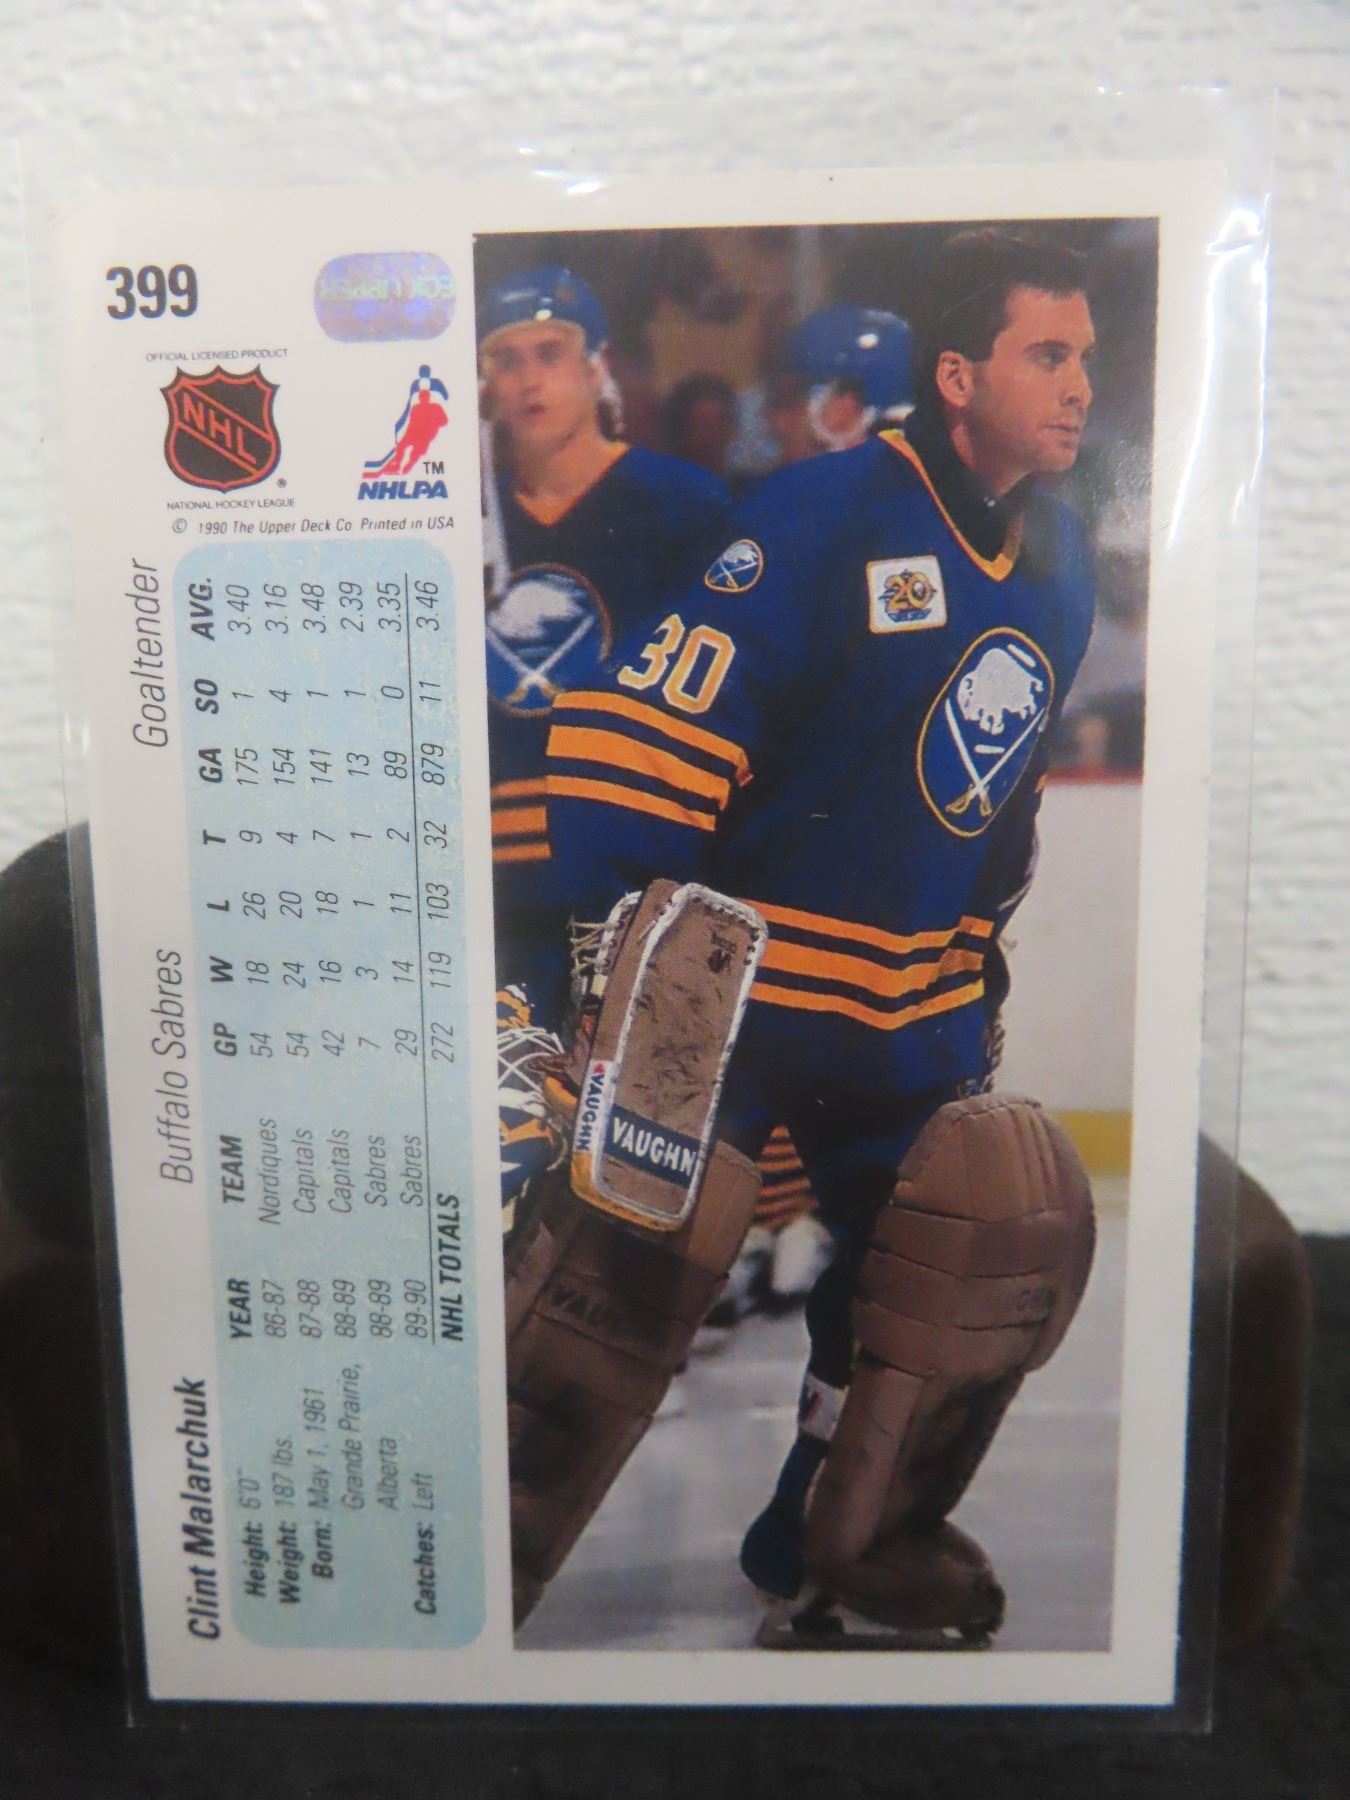 399
UPPER
OFFICIAL LICENSED PRODUCT
NHL
®
NATIONAL HOCKEY LEAGUE
TM
NHLPA
© 1990 The Upper Deck Co. Printed in USA
Clint Malarchuk Buffalo Sabres Goaltender
Height: 6'0"
Weight: 187 lbs.
Born: May 1, 1961
Grande Prairie,
Alberta
Catches: Left
YEAR TEAM GP W L T GA SO AVG.
86-87 Nordiques 54 18 26 9 175 1 3.40
87-88 Capitals 54 24 20 4 154 4 3.16
88-89 Capitals 42 16 18 7 141 1 3.48
88-89 Sabres 7 3 1 1 13 1 2.39
89-90 Sabres 29 14 11 2 89 0 3.35
NHL TOTALS 272 119 103 32 879 11 3.46
30
20
VAUGHN
VAUGHN